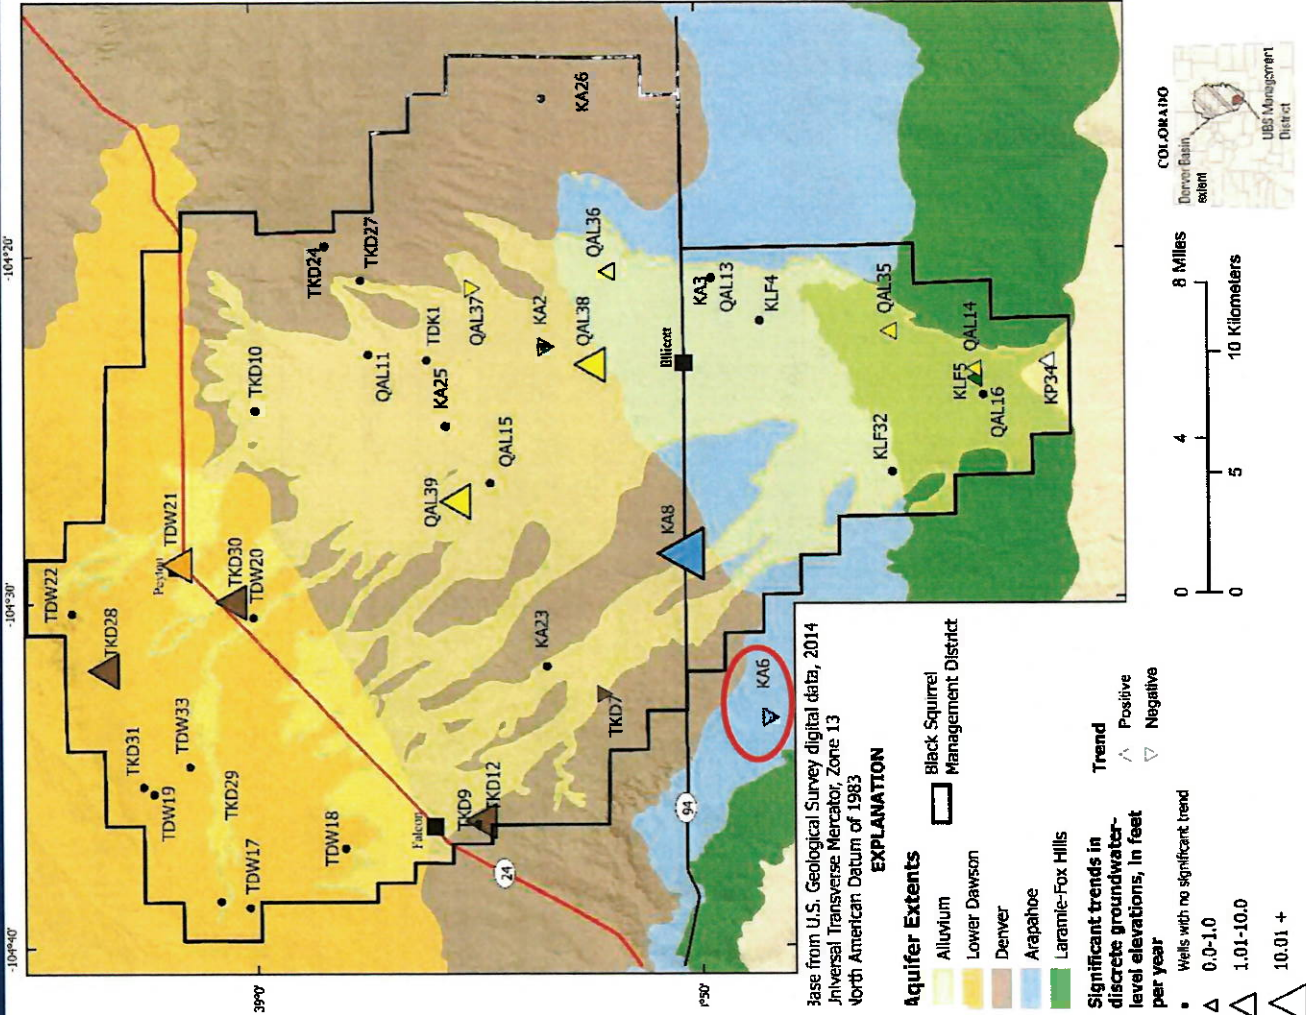 -104°40'
-104°30'
-104°20'
39°0'
TDW22
TKD28
TDW21
Peyton
TKD30
TDW20
TKD31
TDW19
TDW33
TKD29
TDW17
TDW18
Falcon
TKD9
TKD12
24
TKD10
TKD24
TKD27
QAL11
TDK1
KA25
QAL37
QAL15
QAL39
KA2
KA26
QAL36
QAL38
KA23
TKD7
KA8
Ellicott
KA3
QAL13
KLF4
KA6
94
QAL35
KLF32
QAL14
KLF5
QAL16
KP34
Base from U.S. Geological Survey digital data, 2014
Universal Transverse Mercator, Zone 13
North American Datum of 1983
EXPLANATION
Aquifer Extents
Alluvium
Lower Dawson
Denver
Arapahoe
Laramie-Fox Hills
Black Squirrel
Management District
Significant trends in
discrete groundwater-
level elevations, in feet
per year
Wells with no significant trend
0.0-1.0
1.01-10.0
10.01 +
Trend
Positive
Negative
0 4 8 Miles
0 5 10 Kilometers
COLORADO
Denver Basin
extent
UBS Management
District